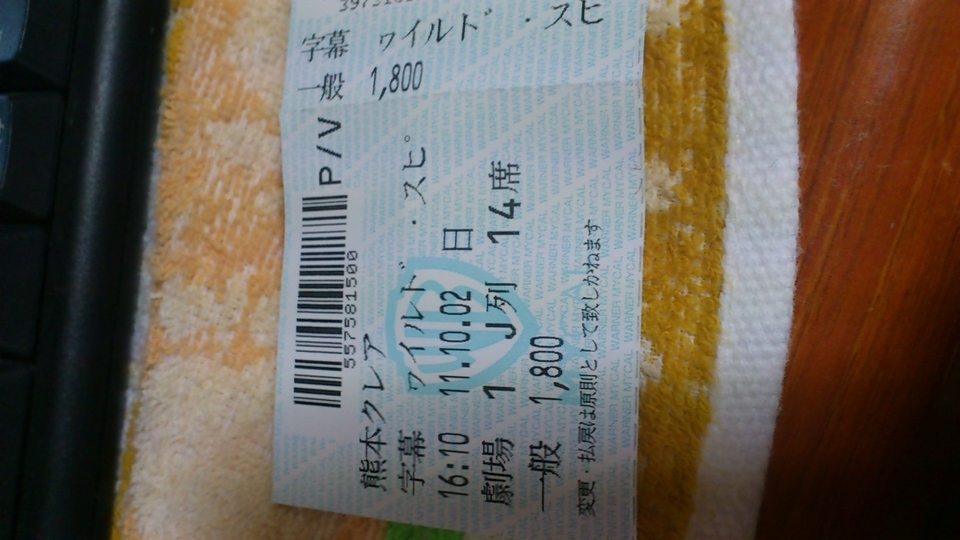 字幕 ワイルド・スピ
一般 1,800
P/V
5575581500
熊本クレア
字幕 ワイルド・スピ。
16:10 11.10.02 日
劇場 1 J列 14席
一般 1,800
変更・払戻は原則として致しかねます
WARNER MYCAL